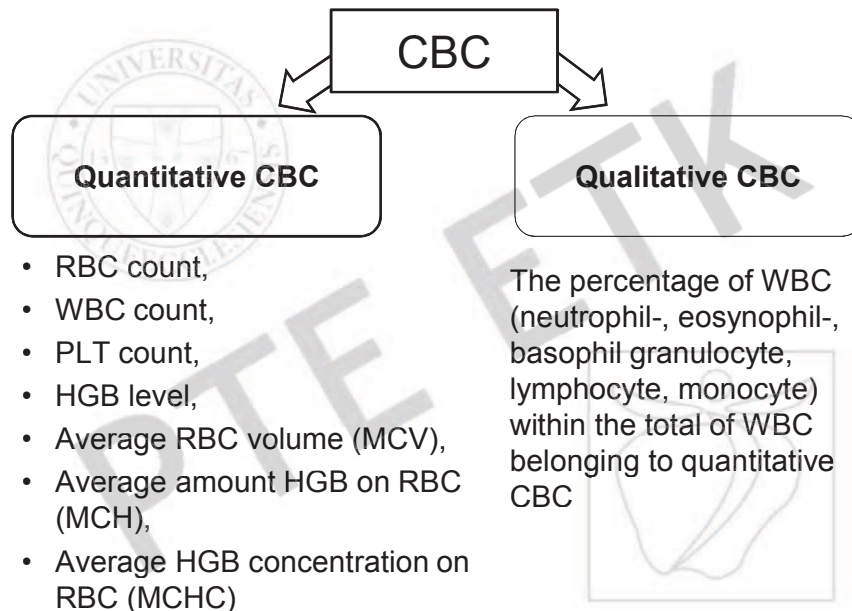 CBC
Quantitative CBC
• RBC count,
• WBC count,
• PLT count,
• HGB level,
• Average RBC volume (MCV),
• Average amount HGB on RBC
(MCH),
• Average HGB concentration on
RBC (MCHC)
Qualitative CBC
The percentage of WBC
(neutrophil-, eosynophil-,
basophil granulocyte,
lymphocyte, monocyte)
within the total of WBC
belonging to quantitative
CBC
PTE ETK